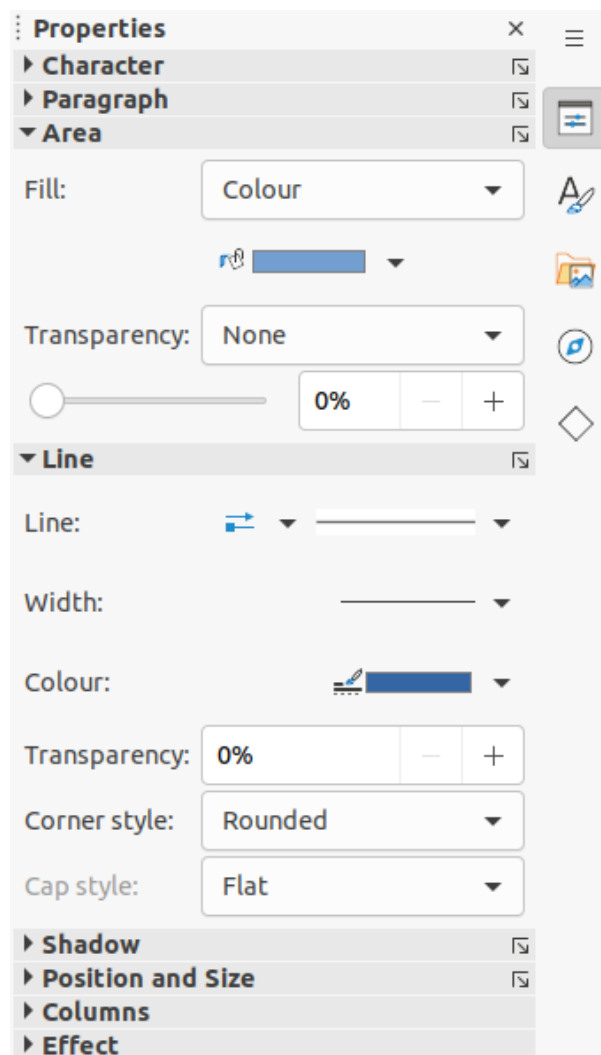 Properties
Character
Paragraph
Area
Fill: Colour
Transparency: None
0%
Line
Line:
Width:
Colour:
Transparency: 0%
Corner style: Rounded
Cap style: Flat
Shadow
Position and Size
Columns
Effect